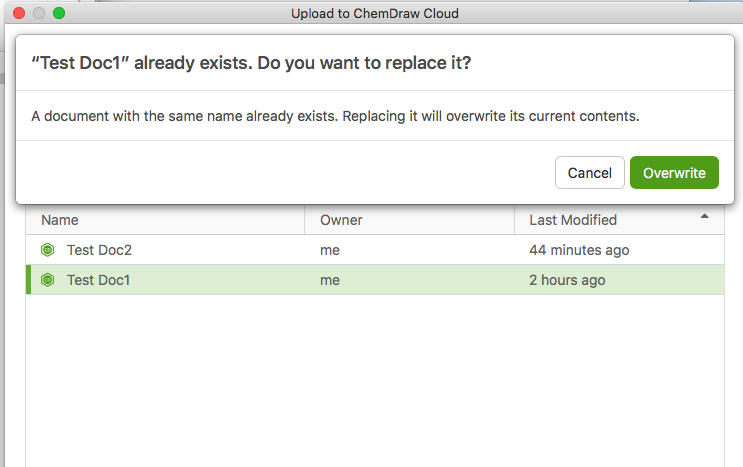 Upload to ChemDraw Cloud
“Test Doc1” already exists. Do you want to replace it?
A document with the same name already exists. Replacing it will overwrite its current contents.
Cancel Overwrite
Name Owner Last Modified
Test Doc2 me 44 minutes ago
Test Doc1 me 2 hours ago